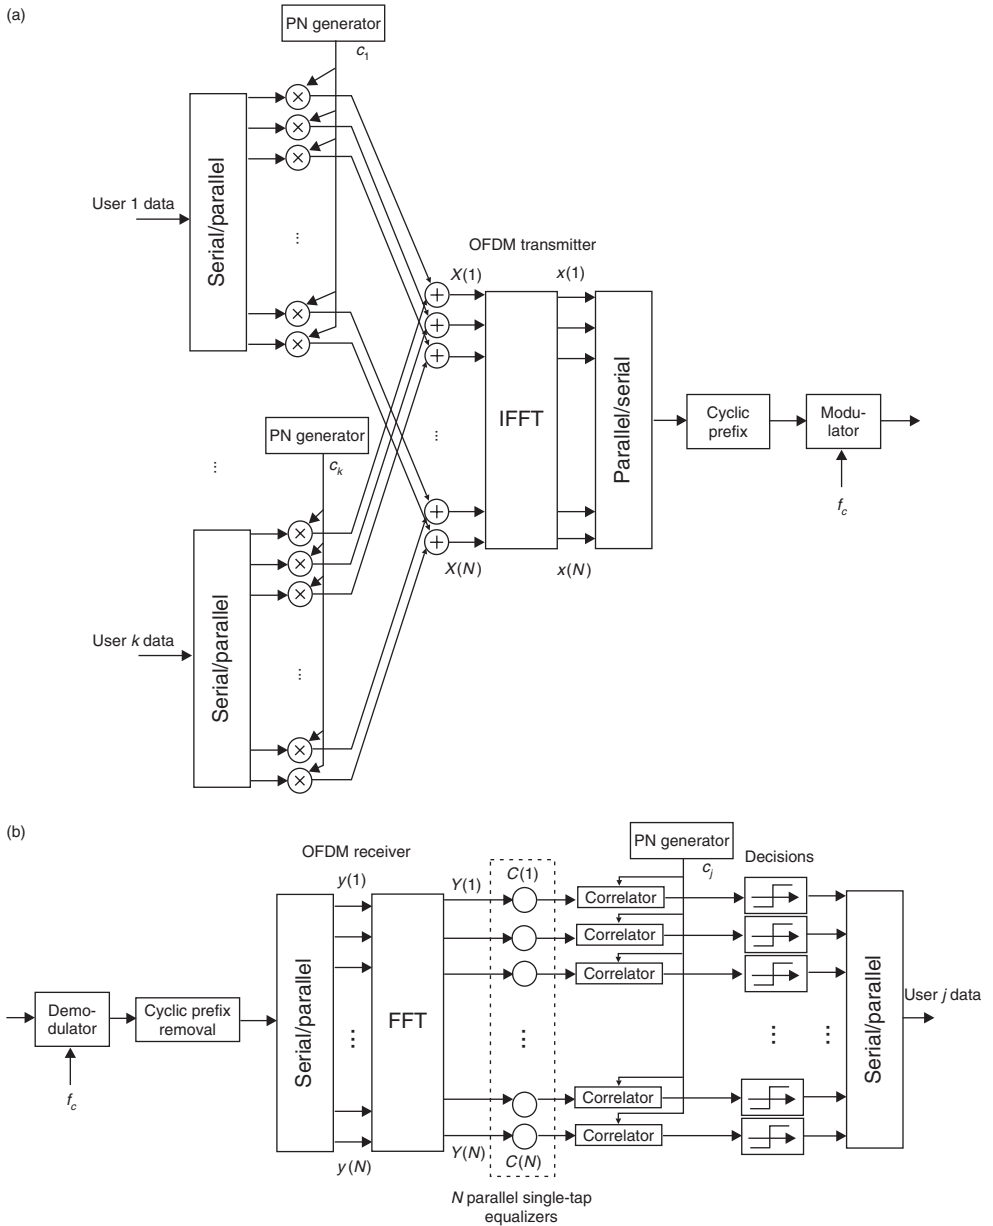 (a)
PN generator
c1
×
×
×
Serial/parallel
User 1 data
...
×
×
OFDM transmitter
X(1)
x(1)
+
+
+
IFFT
Parallel/serial
Cyclic
prefix
Modu-
lator
fc
...
+
+
X(N)
x(N)
...
PN generator
ck
×
×
×
Serial/parallel
User k data
...
×
×
(b)
OFDM receiver
PN generator
cj
Decisions
y(1)
Y(1)
C(1)
Correlator
Correlator
Correlator
Demo-
dulator
fc
Cyclic prefix
removal
Serial/parallel
...
FFT
...
...
...
Serial/parallel
User j data
Correlator
Correlator
y(N)
Y(N)
C(N)
N parallel single-tap
equalizers